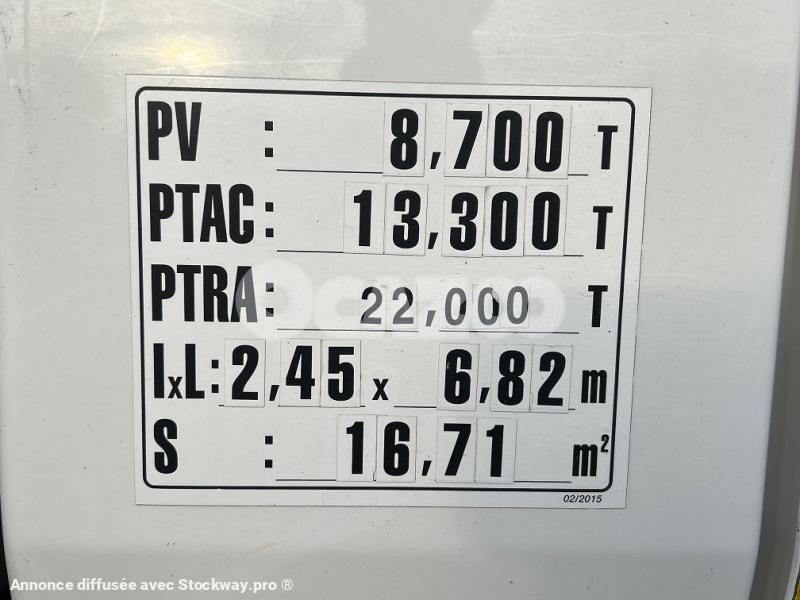 PV : 8,700 T
PTAC : 13,300 T
PTRA : 22,000 T
IxL : 2,45 x 6,82 m
S : 16,71 m²
02/2015
Annonce diffusée avec Stockway.pro ®